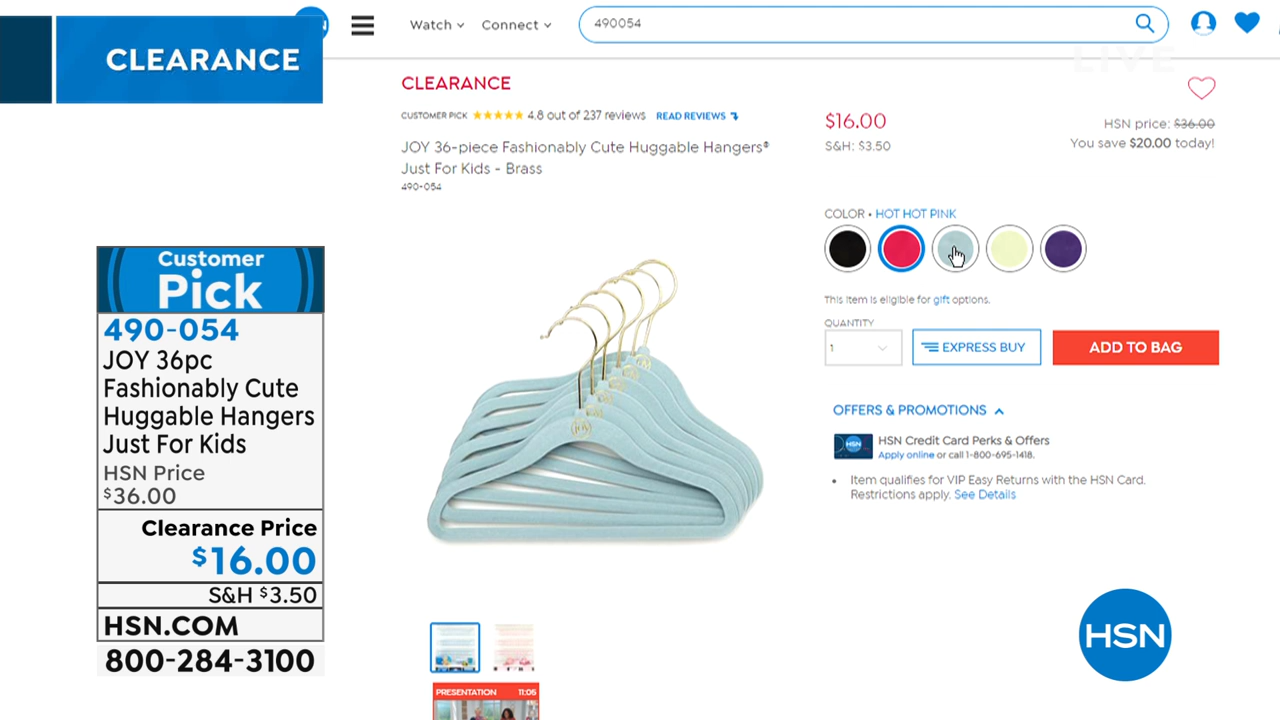 CLEARANCE
Watch
Connect
490054
LIVE
CLEARANCE
CUSTOMER PICK 4.8 out of 237 reviews READ REVIEWS
JOY 36-piece Fashionably Cute Huggable Hangers®
Just For Kids - Brass
490-054
$16.00
S&H: $3.50
HSN price: $36.00
You save $20.00 today!
COLOR • HOT HOT PINK
This item is eligible for gift options.
QUANTITY
1
EXPRESS BUY
ADD TO BAG
OFFERS & PROMOTIONS
HSN
HSN Credit Card Perks & Offers
Apply online or call 1-800-695-1418.
• Item qualifies for VIP Easy Returns with the HSN Card.
Restrictions apply. See Details
Customer
Pick
490-054
JOY 36pc
Fashionably Cute
Huggable Hangers
Just For Kids
HSN Price
$36.00
Clearance Price
$16.00
S&H $3.50
HSN.COM
800-284-3100
JOY
PRESENTATION 11:05
HSN